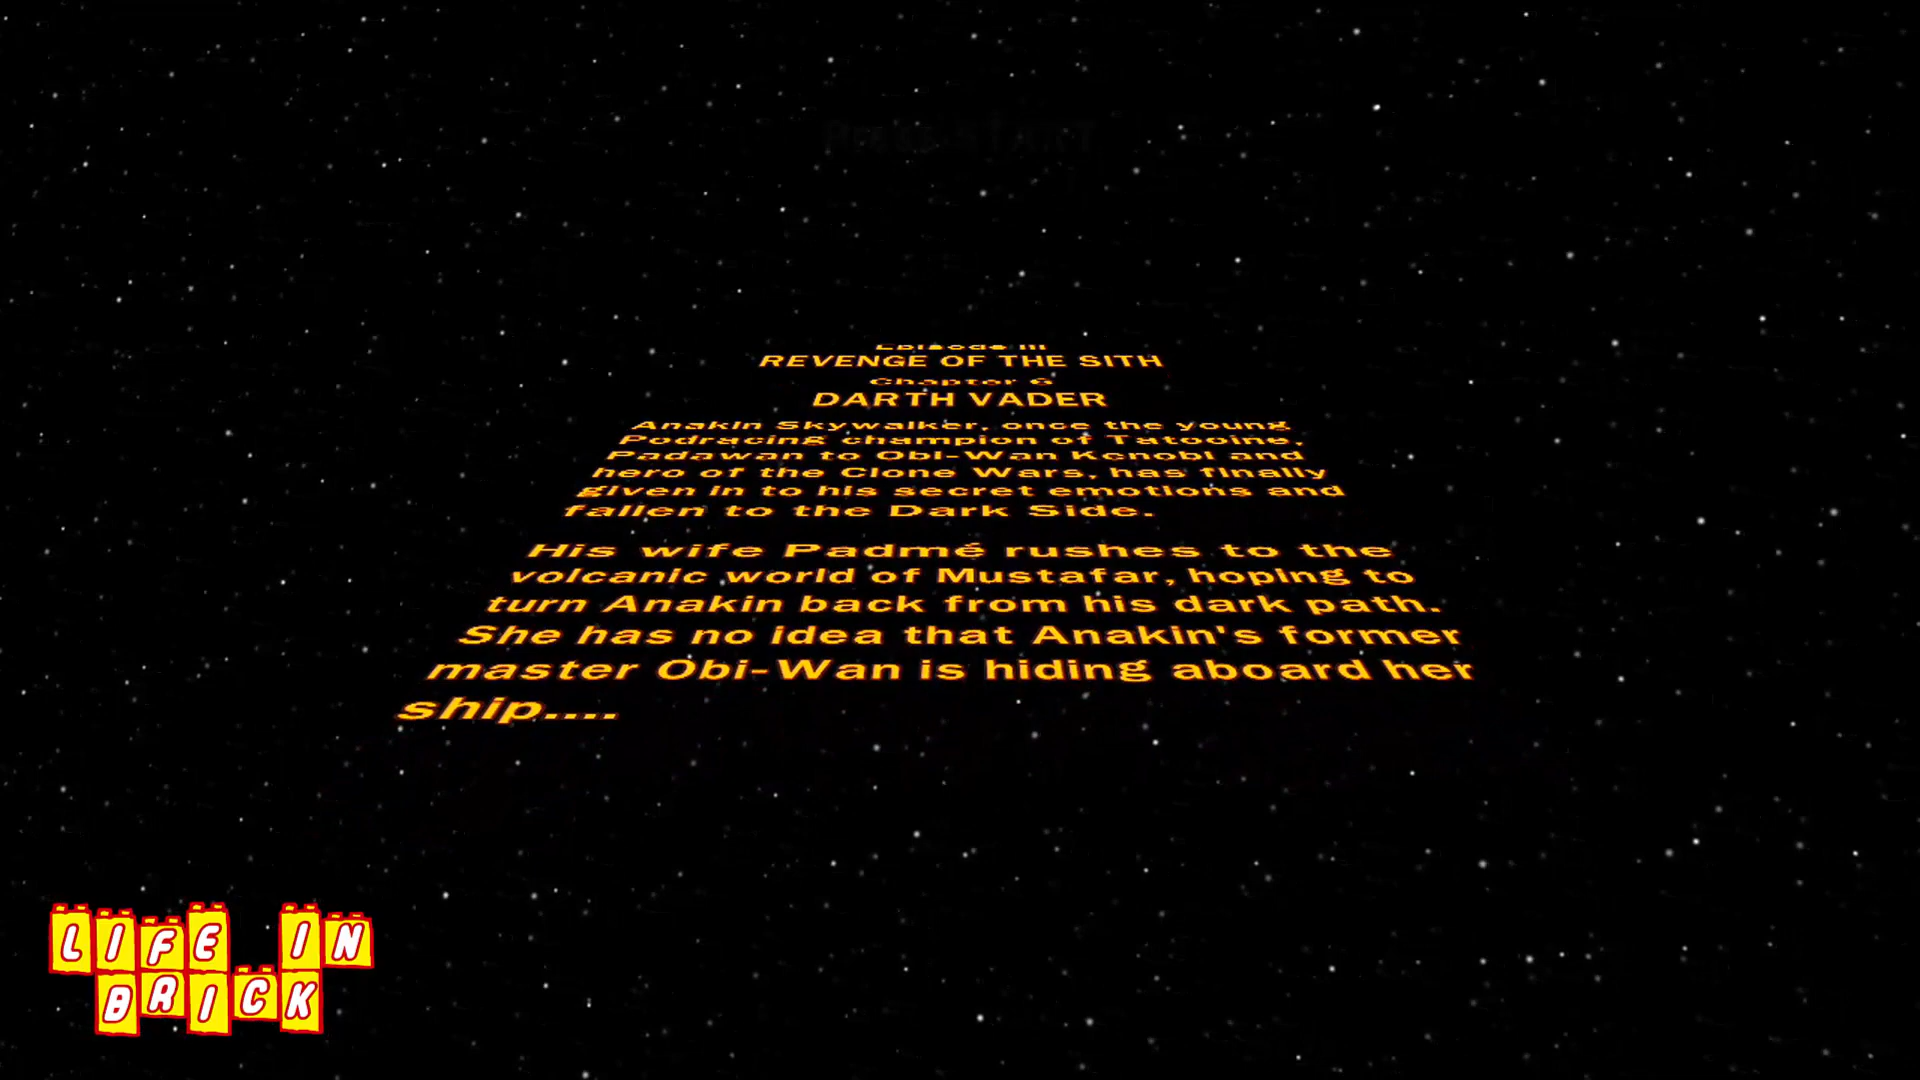 Press START
Episode III
REVENGE OF THE SITH
Chapter 6
DARTH VADER
Anakin Skywalker, once the young
Podracing champion of Tatooine,
Padawan to Obi-Wan Kenobi and
hero of the Clone Wars, has finally
given in to his secret emotions and
fallen to the Dark Side.
His wife Padmé rushes to the
volcanic world of Mustafar, hoping to
turn Anakin back from his dark path.
She has no idea that Anakin's former
master Obi-Wan is hiding aboard her
ship....
LIFE IN
BRICK